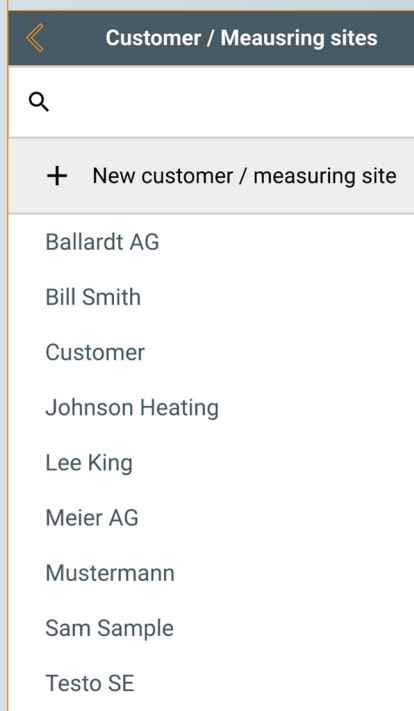 Customer / Meausring sites
New customer / measuring site
Ballardt AG
Bill Smith
Customer
Johnson Heating
Lee King
Meier AG
Mustermann
Sam Sample
Testo SE